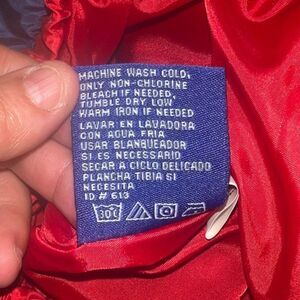 MACHINE WASH COLD,
ONLY NON-CHLORINE
BLEACH IF NEEDED
TUMBLE DRY LOW
WARM IRON IF NEEDED
LAVAR EN LAVADORA
CON AGUA FRIA
USAR BLANQUEADOR
SI ES NECESSARIO
SECAR A CICLO DELICADO
PLANCHA TIBIA SI
NECESITA
ID # 613
30C